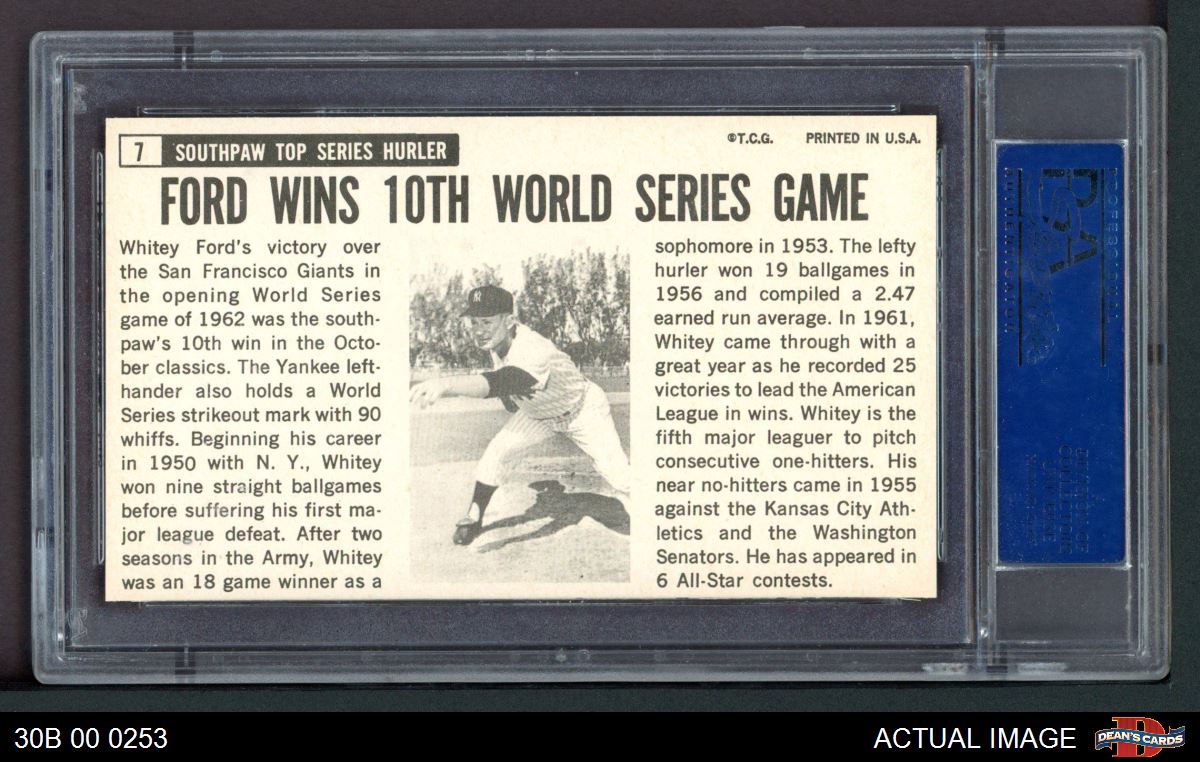 7 SOUTHPAW TOP SERIES HURLER
©T.C.G. PRINTED IN U.S.A.
FORD WINS 10TH WORLD SERIES GAME
Whitey Ford's victory over
the San Francisco Giants in
the opening World Series
game of 1962 was the south-
paw's 10th win in the Octo-
ber classics. The Yankee left-
hander also holds a World
Series strikeout mark with 90
whiffs. Beginning his career
in 1950 with N. Y., Whitey
won nine straight ballgames
before suffering his first ma-
jor league defeat. After two
seasons in the Army, Whitey
was an 18 game winner as a
sophomore in 1953. The lefty
hurler won 19 ballgames in
1956 and compiled a 2.47
earned run average. In 1961,
Whitey came through with a
great year as he recorded 25
victories to lead the American
League in wins. Whitey is the
fifth major leaguer to pitch
consecutive one-hitters. His
near no-hitters came in 1955
against the Kansas City Ath-
letics and the Washington
Senators. He has appeared in
6 All-Star contests.
PSA
30B 00 0253
ACTUAL IMAGE
DEAN'S CARDS